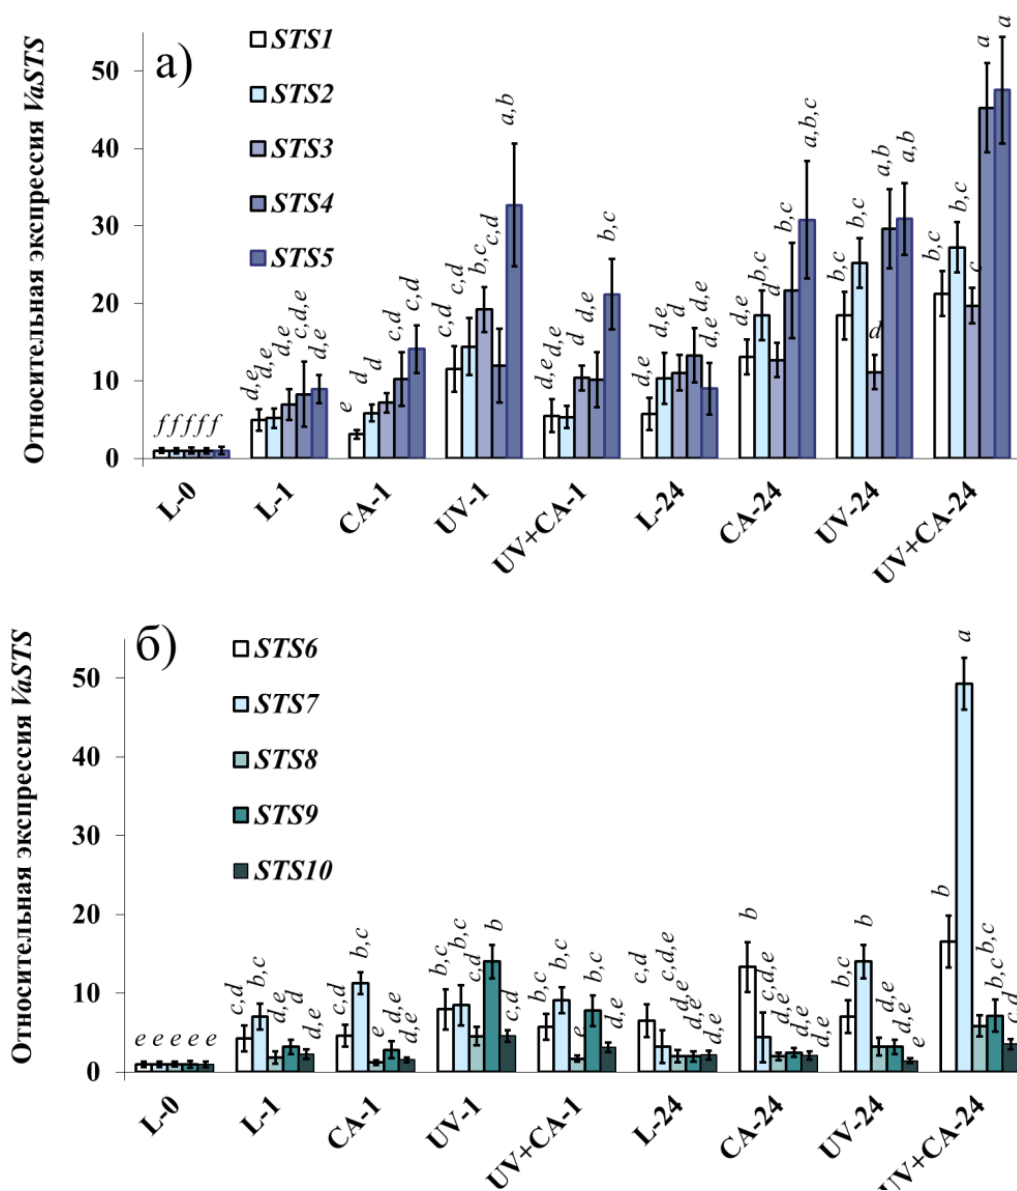 Относительная экспрессия VaSTS
а)
STS1
STS2
STS3
STS4
STS5
50
40
30
20
10
0
f f f f f
d,e d,e d,e c,d,e d,e
e d d c,d c,d
c,d c,d b,c c,d a,b
d,e d,e d d,e b,c
d,e d,e d d,e d,e
d,e b,c d b,c a,b,c
b,c b,c d a,b a,b
b,c b,c c a a
L-0 L-1 CA-1 UV-1 UV+CA-1 L-24 CA-24 UV-24 UV+CA-24
Относительная экспрессия VaSTS
б)
STS6
STS7
STS8
STS9
STS10
50
40
30
20
10
0
e e e e e
c,d b,c d,e d d,e
c,d b,c e d,e d,e
b,c b,c c,d b c,d
b,c b,c e b,c d,e
c,d c,d,e d,e d,e d,e
b c,d,e d,e d,e d,e
b,c b d,e d,e e
b a b,c b,c c,d
L-0 L-1 CA-1 UV-1 UV+CA-1 L-24 CA-24 UV-24 UV+CA-24